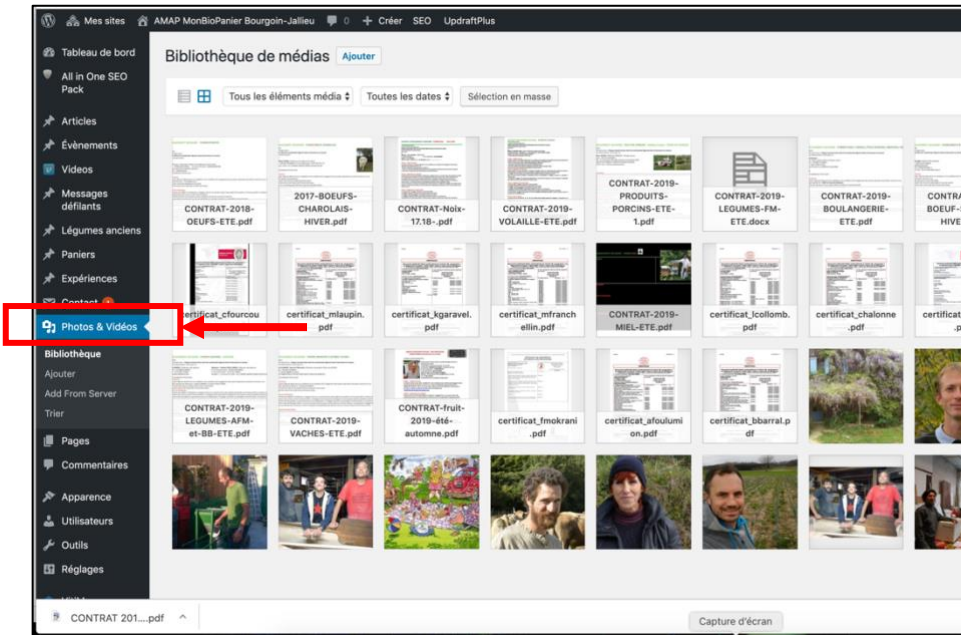 Mes sites AMAP MonBioPanier Bourgoin-Jallieu 0 + Créer SEO UpdraftPlus
Tableau de bord
All in One SEO
Pack
Articles
Évènements
Videos
Messages
défilants
Légumes anciens
Paniers
Expériences
Contact
Photos & Vidéos
Bibliothèque
Ajouter
Add From Server
Trier
Pages
Commentaires
Apparence
Utilisateurs
Outils
Réglages
Bibliothèque de médias Ajouter
Tous les éléments média Toutes les dates Sélection en masse
CONTRAT-2018-
OEUFS-ETE.pdf
2017-BOEUFS-
CHAROLAIS-
HIVER.pdf
CONTRAT-Noix-
17.18-.pdf
CONTRAT-2019-
VOLAILLE-ETE.pdf
CONTRAT-2019-
PRODUITS-
PORCINS-ETE-
1.pdf
CONTRAT-2019-
LEGUMES-FM-
ETE.docx
CONTRAT-2019-
BOULANGERIE-
ETE.pdf
CONTRA
BOEUF-
HIVE
certificat_cfourcou
certificat_mlaupin.
pdf
certificat_kgaravel.
pdf
certificat_mfranch
ellin.pdf
CONTRAT-2019-
MIEL-ETE.pdf
certificat_lcollomb.
pdf
certificat_chalonne
.pdf
certificat
.p
CONTRAT-2019-
LEGUMES-AFM-
et-BB-ETE.pdf
CONTRAT-2019-
VACHES-ETE.pdf
CONTRAT-fruit-
2019-été-
automne.pdf
certificat_fmokrani
.pdf
certificat_afoulumi
on.pdf
certificat_bbarral.p
df
CONTRAT 201....pdf
Capture d'écran